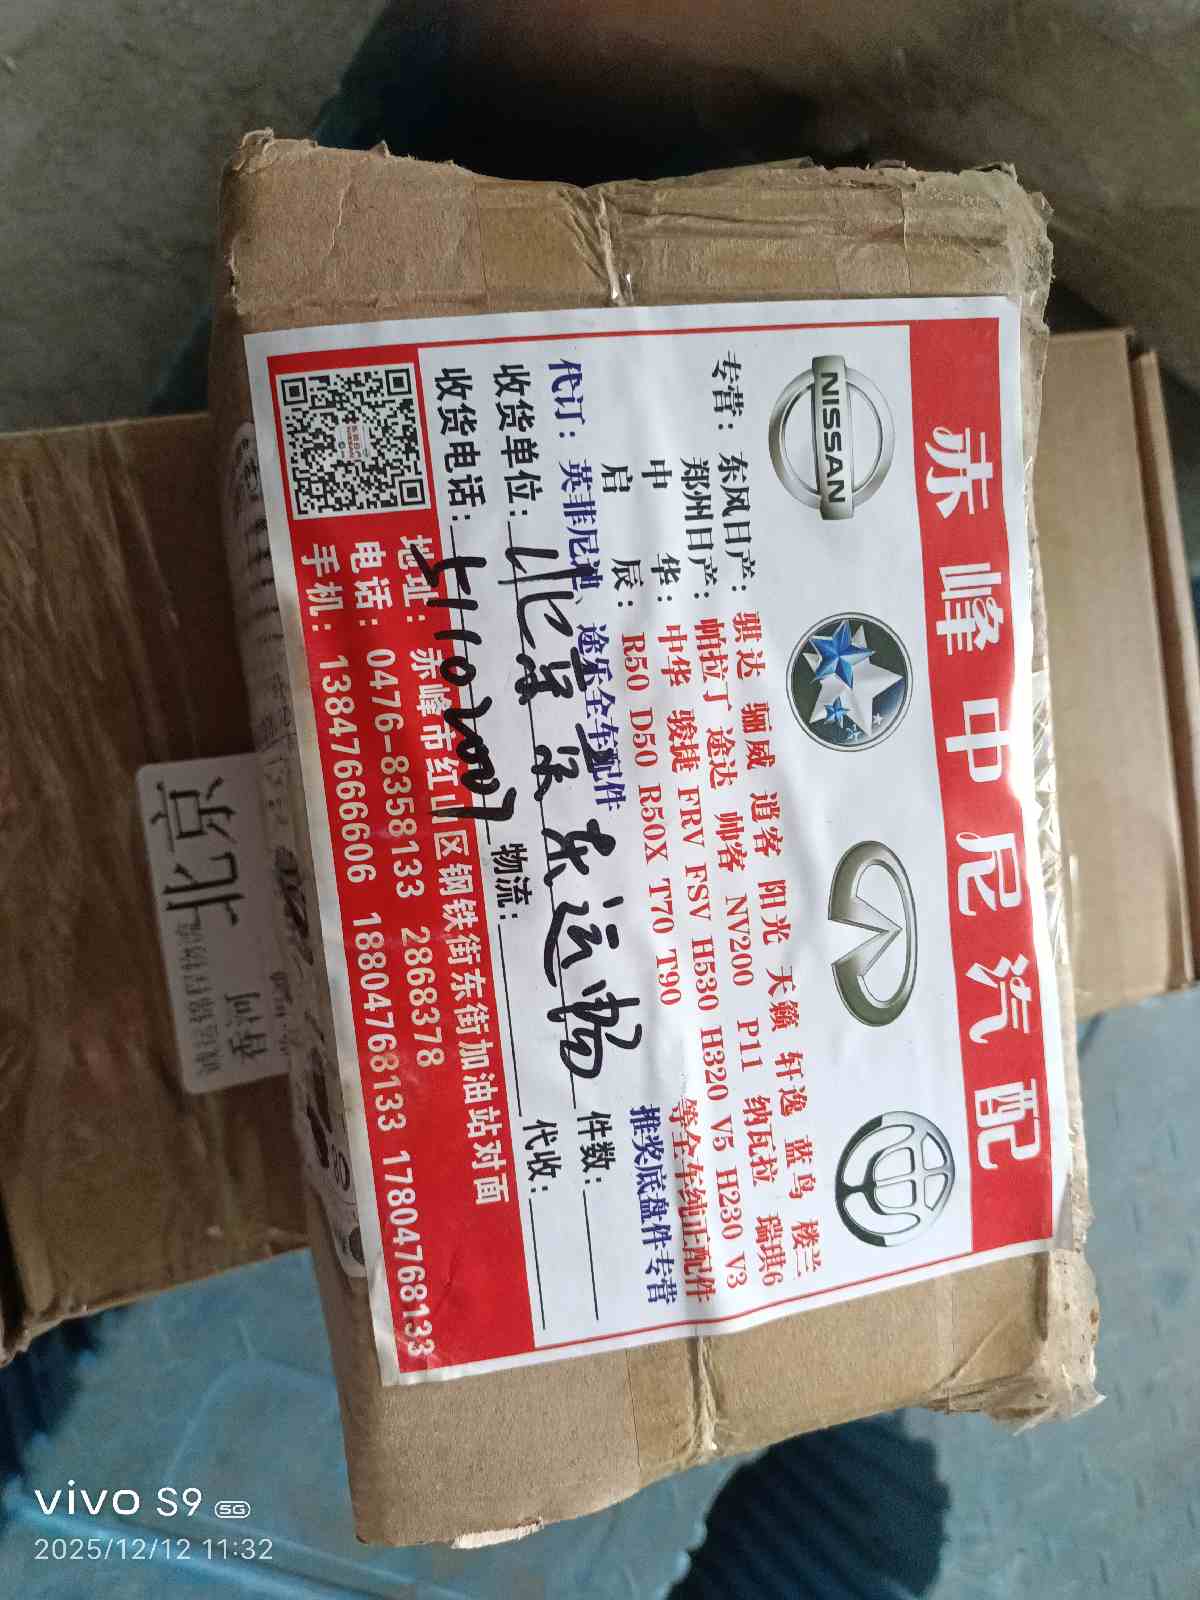 赤峰中尼汽配
NISSAN
专营: 东风日产: 骐达 骊威 逍客 阳光 天籁 轩逸 蓝鸟 楼兰
郑州日产: 帕拉丁 途达 帅客 NV200 P11 纳瓦拉 瑞琪6
中华: 中华 骏捷 FRV FSV H530 H320 V5 H230 V3
启辰: R50 D50 R50X T70 T90 等全车纯正配件
代订: 英菲尼迪、途乐全车配件 推奖底盘件专营
收货单位: 北京 运畅 件数:
收货电话: 物流: 代收:
地址: 赤峰市红山区钢铁街东街加油站对面
电话: 0476-8358133 2868378
手机: 13847666606 18804768133 17804768133
北京
vivo S9 5G
2025/12/12 11:32